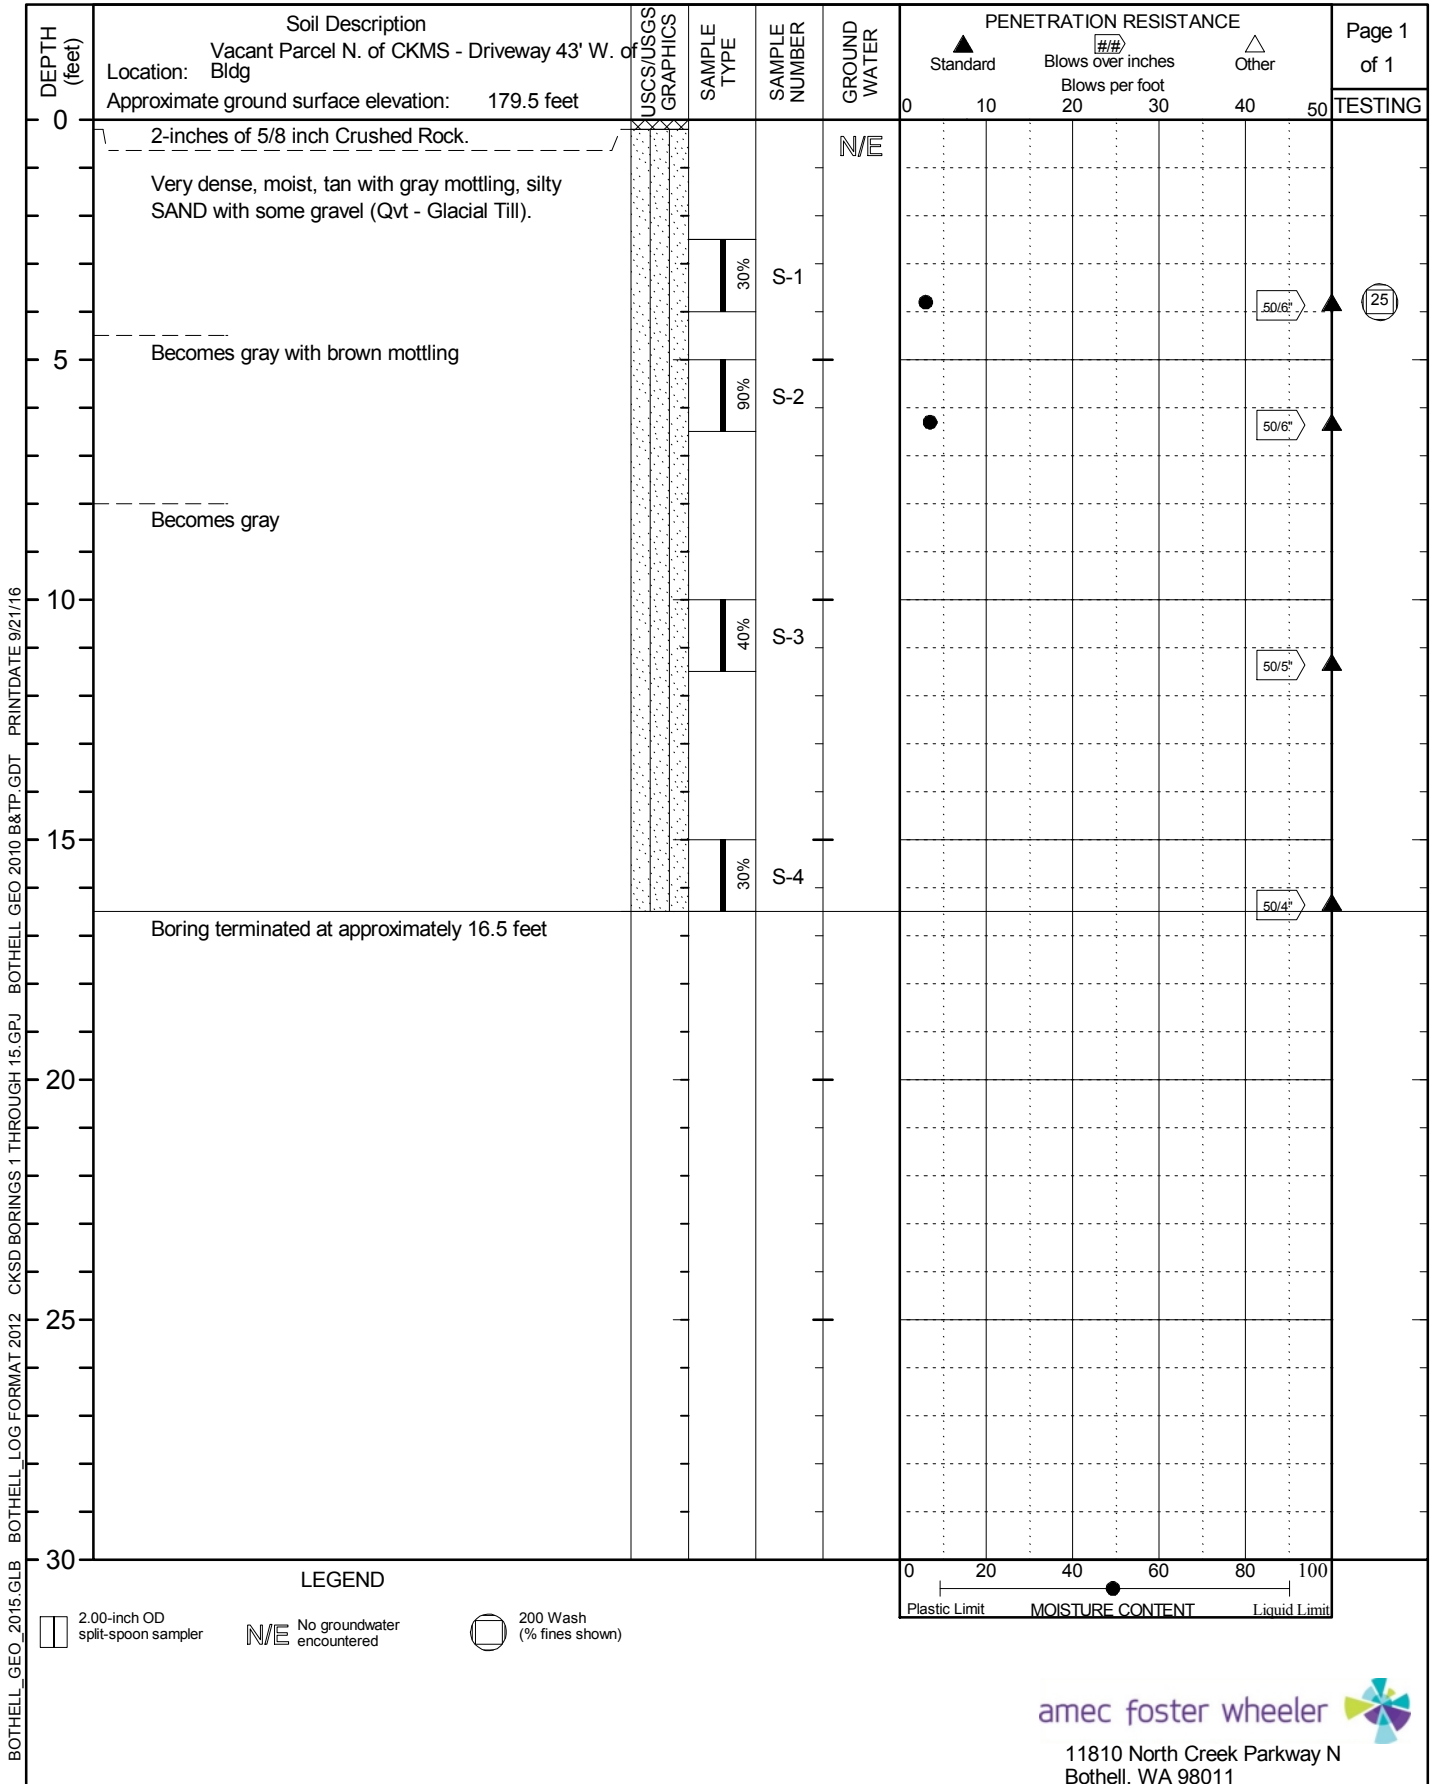 DEPTH
(feet)
Soil Description
Vacant Parcel N. of CKMS - Driveway 43' W. of
Location: Bldg
Approximate ground surface elevation: 179.5 feet
USCS/USGS
GRAPHICS
SAMPLE
TYPE
SAMPLE
NUMBER
GROUND
WATER
PENETRATION RESISTANCE
Standard
#/#
Blows over inches
Other
Blows per foot
0 10 20 30 40 50
Page 1
of 1
TESTING
0
2-inches of 5/8 inch Crushed Rock.
N/E
Very dense, moist, tan with gray mottling, silty
SAND with some gravel (Qvt - Glacial Till).
30% S-1
50/6" 25
Becomes gray with brown mottling
5
90% S-2
50/6"
Becomes gray
10
40% S-3
50/5"
15
30% S-4
50/4"
Boring terminated at approximately 16.5 feet
20
25
30
0 20 40 60 80 100
Plastic Limit MOISTURE CONTENT Liquid Limit
LEGEND
2.00-inch OD
split-spoon sampler
N/E No groundwater
encountered
200 Wash
(% fines shown)
amec foster wheeler
11810 North Creek Parkway N
Bothell, WA 98011
BOTHELL_GEO_2015.GLB BOTHELL_LOG FORMAT 2012 CKSD BORINGS 1 THROUGH 15.GPJ BOTHELL GEO 2010 B&TP.GDT PRINTDATE 9/21/16